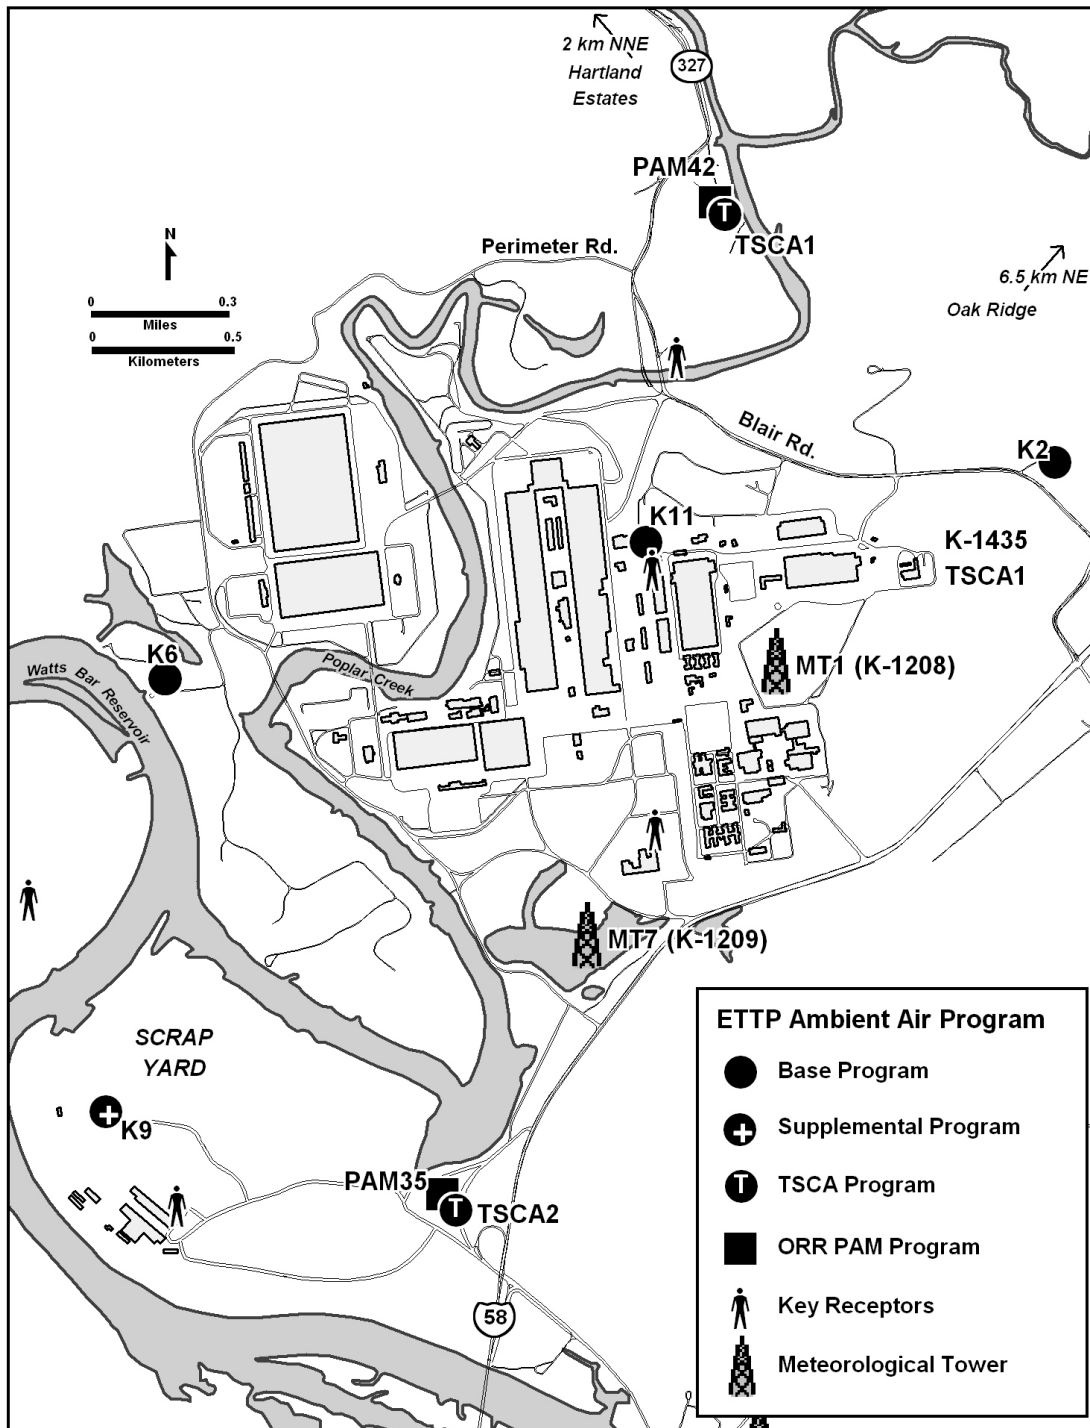 2 km NNE
Hartland
Estates
327
PAM42
T
TSCA1
Perimeter Rd.
N
0 0.3
Miles
0 0.5
Kilometers
6.5 km NE
Oak Ridge
Blair Rd.
K2
K11
K-1435
TSCA1
K6
Watts Bar Reservoir
Poplar Creek
MT1 (K-1208)
MT7 (K-1209)
SCRAP
YARD
K9
PAM35
T
TSCA2
58
ETTP Ambient Air Program
Base Program
Supplemental Program
T TSCA Program
ORR PAM Program
Key Receptors
Meteorological Tower